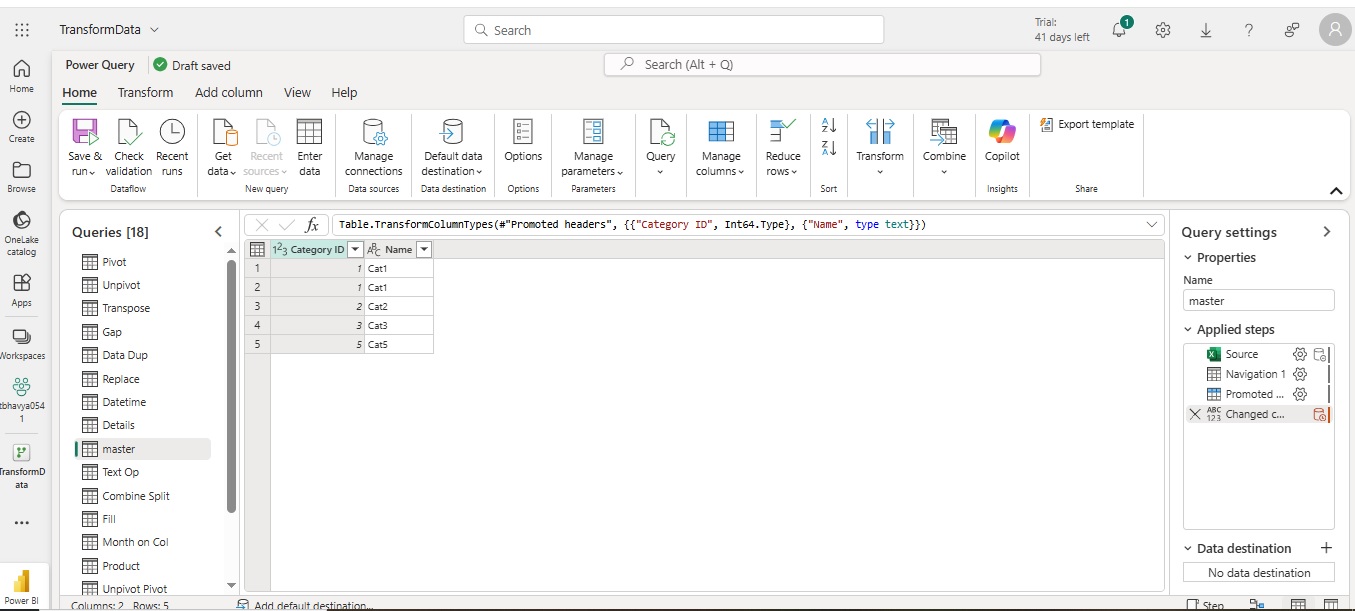 TransformData
Search
Trial:
41 days left
1
Power Query
Draft saved
Search (Alt + Q)
Home
Transform
Add column
View
Help
Save &
run
Check
validation
Recent
runs
Dataflow
Get
data
Recent
sources
Enter
data
New query
Manage
connections
Data sources
Default data
destination
Data destination
Options
Options
Manage
parameters
Parameters
Query
Manage
columns
Reduce
rows
Sort
Transform
Combine
Copilot
Insights
Export template
Share
Home
Create
Browse
OneLake
catalog
Apps
Workspaces
tbhavya054
1
TransformD
ata
Power BI
Queries [18]
Pivot
Unpivot
Transpose
Gap
Data Dup
Replace
Datetime
Details
master
Text Op
Combine Split
Fill
Month on Col
Product
Unpivot Pivot
fx
Table.TransformColumnTypes(#"Promoted headers", {{"Category ID", Int64.Type}, {"Name", type text}})
Category ID Name
1 1 Cat1
2 1 Cat1
3 2 Cat2
4 3 Cat3
5 5 Cat5
Query settings
Properties
Name
master
Applied steps
Source
Navigation 1
Promoted ...
Changed c...
Data destination
No data destination
Columns: 2 Rows: 5
Add default destination...
Step